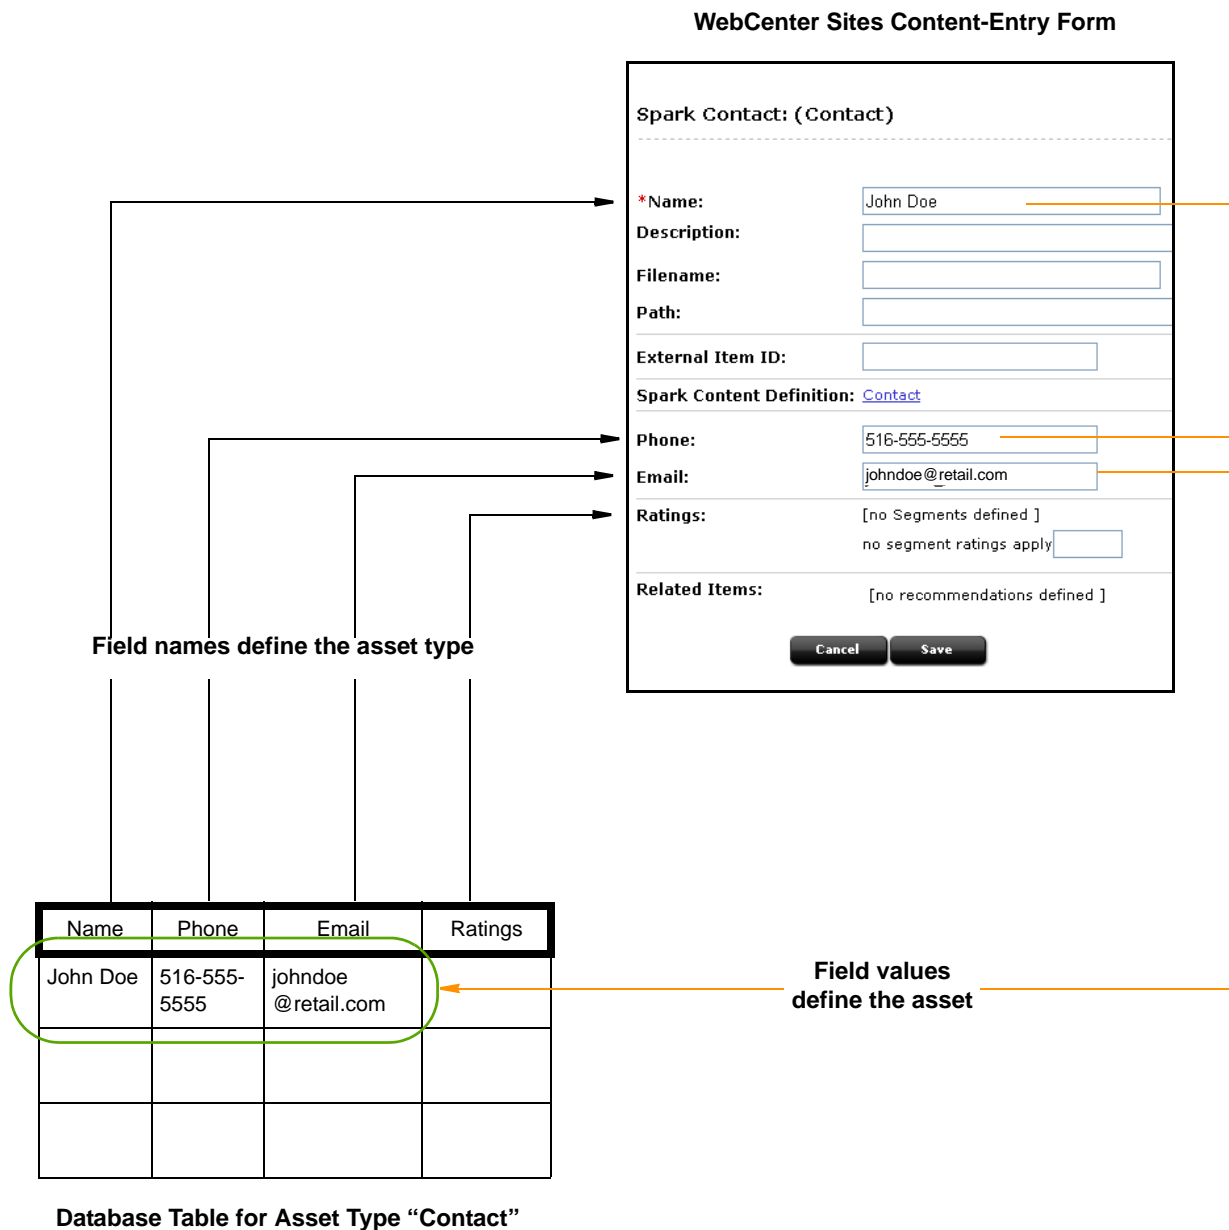 WebCenter Sites Content-Entry Form
Spark Contact: (Contact)
*Name: John Doe
Description:
Filename:
Path:
External Item ID:
Spark Content Definition: Contact
Phone: 516-555-5555
Email: johndoe@retail.com
Ratings: [no Segments defined ]
no segment ratings apply
Related Items: [no recommendations defined ]
Cancel Save
Field names define the asset type
Name Phone Email Ratings
John Doe 516-555- johndoe
5555 @retail.com
Field values
define the asset
Database Table for Asset Type “Contact”